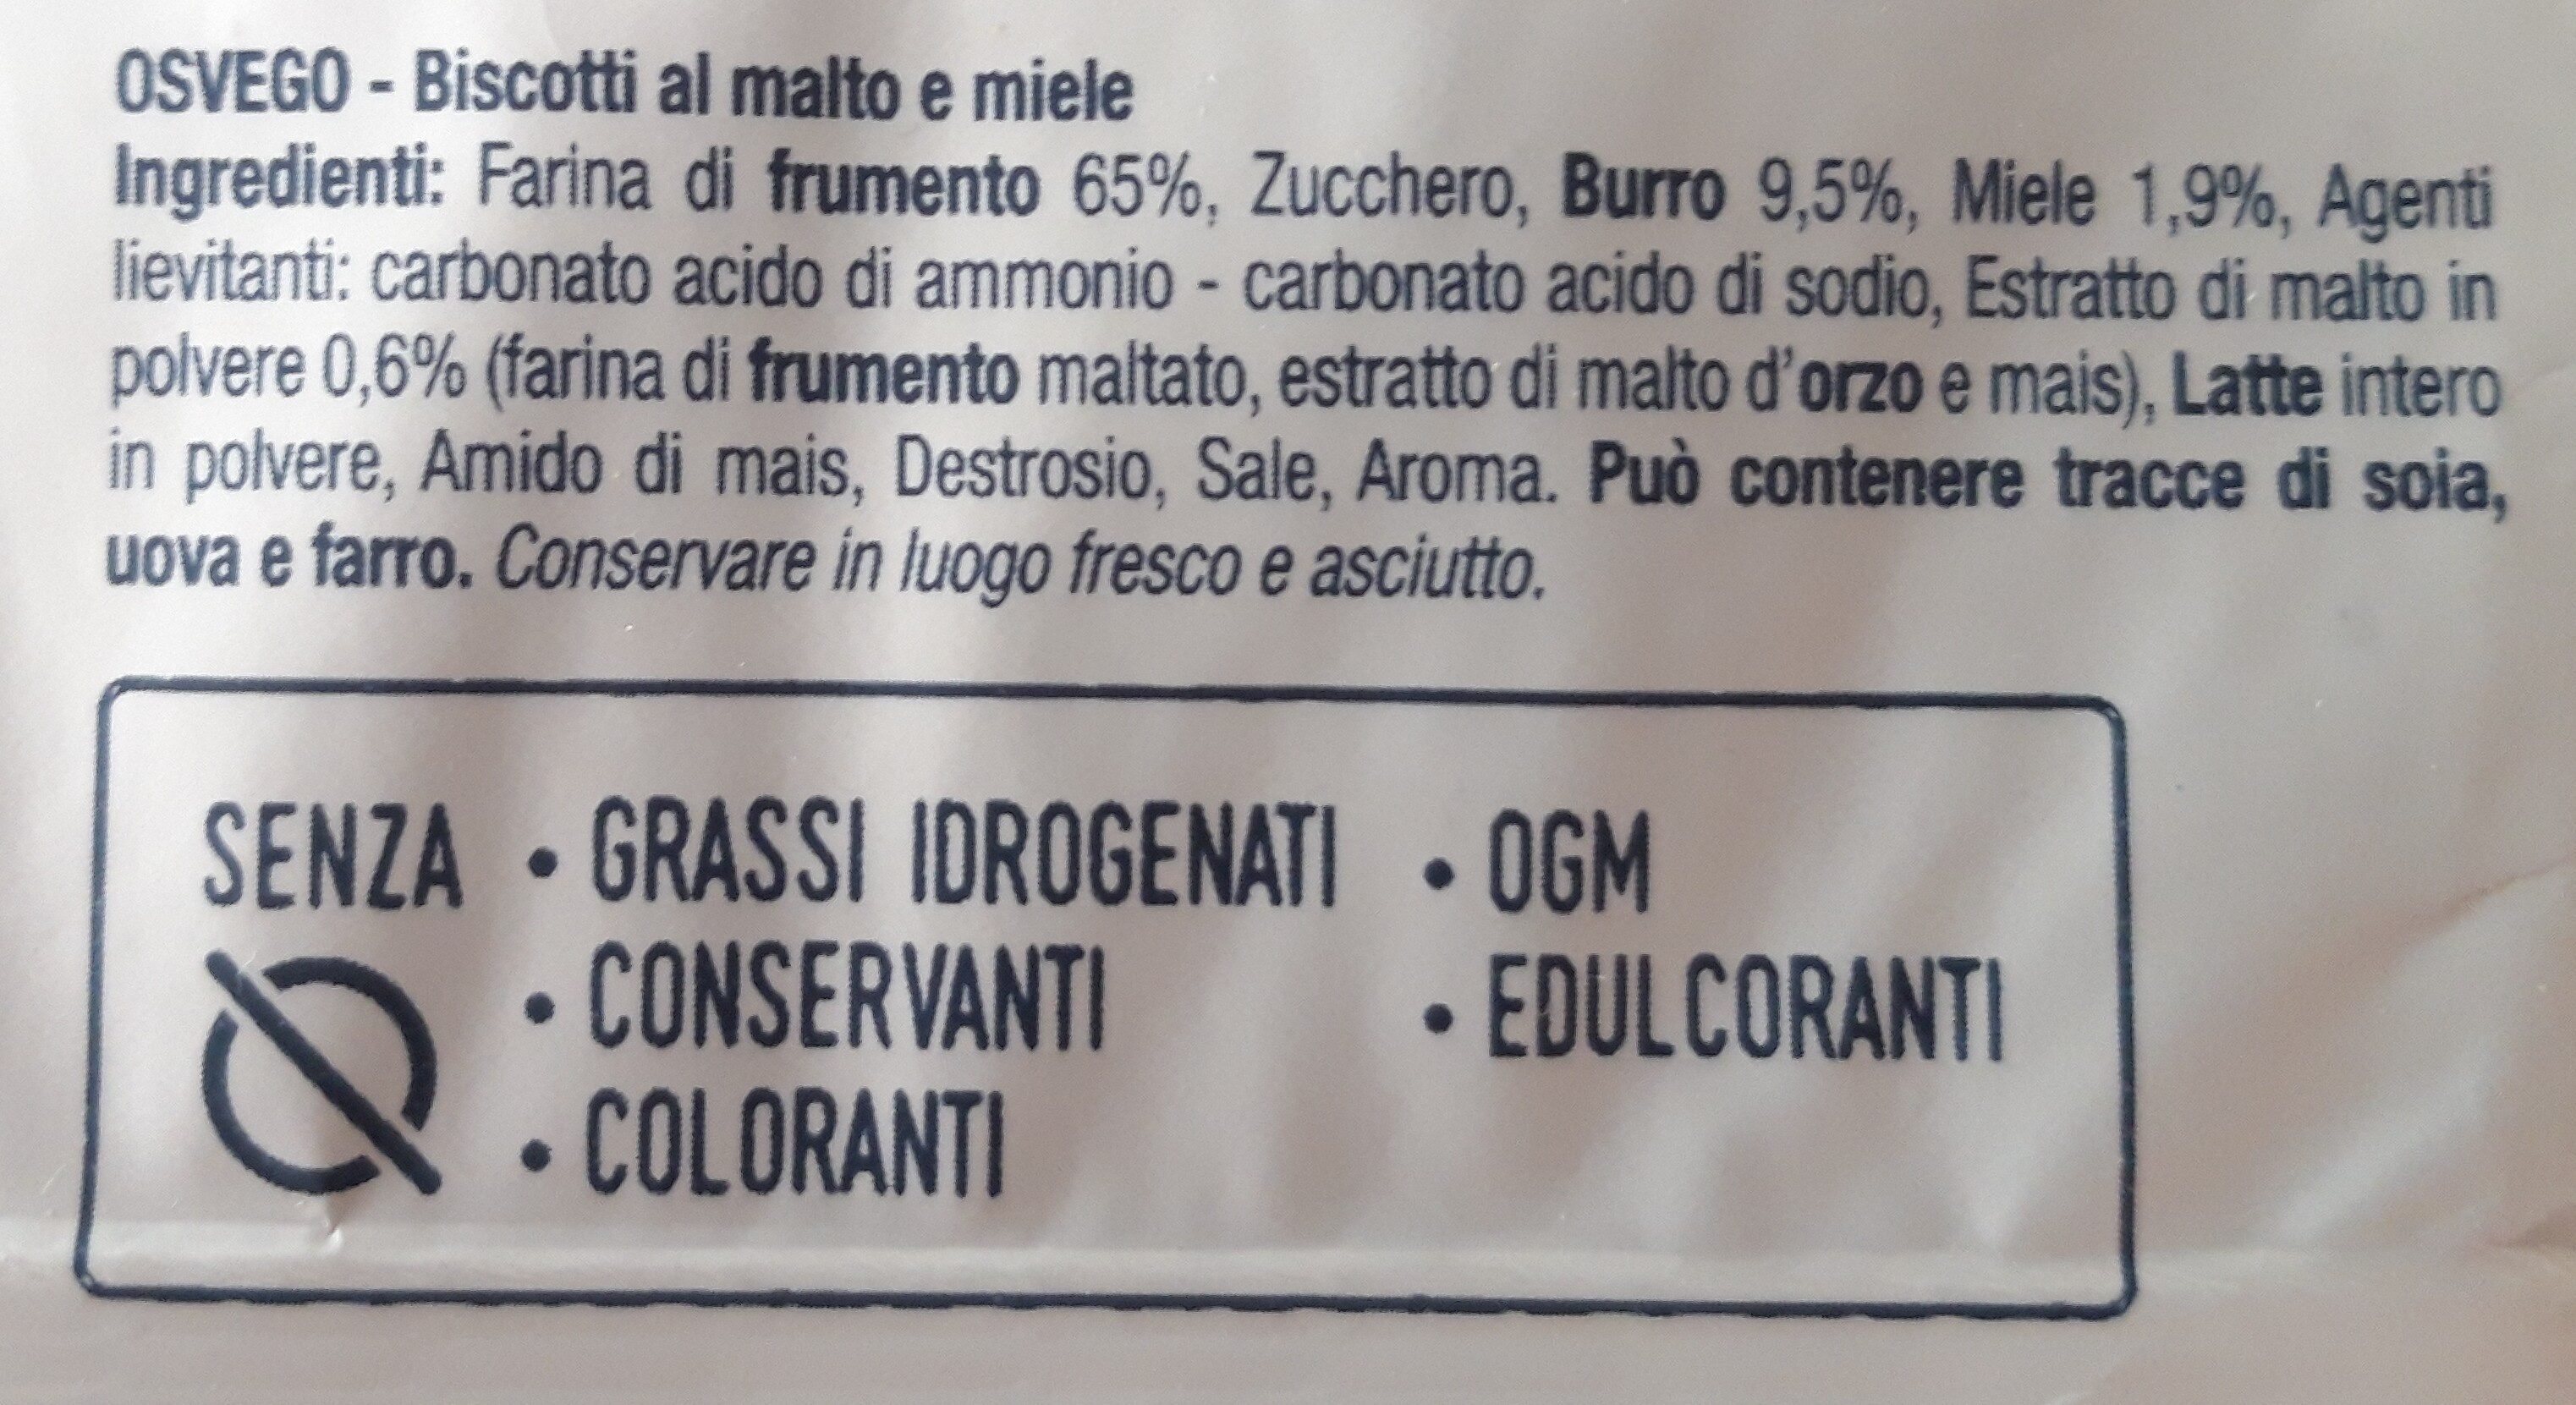 OSVEGO - Biscotti al malto e miele
Ingredienti: Farina di frumento 65%, Zucchero, Burro 9,5%, Miele 1,9%, Agenti
lievitanti: carbonato acido di ammonio - carbonato acido di sodio, Estratto di malto in
polvere 0,6% (farina di frumento maltato, estratto di malto d'orzo e mais), Latte intero
in polvere, Amido di mais, Destrosio, Sale, Aroma. Può contenere tracce di soia,
uova e farro. Conservare in luogo fresco e asciutto.
SENZA • GRASSI IDROGENATI • OGM
• CONSERVANTI • EDULCORANTI
• COLORANTI